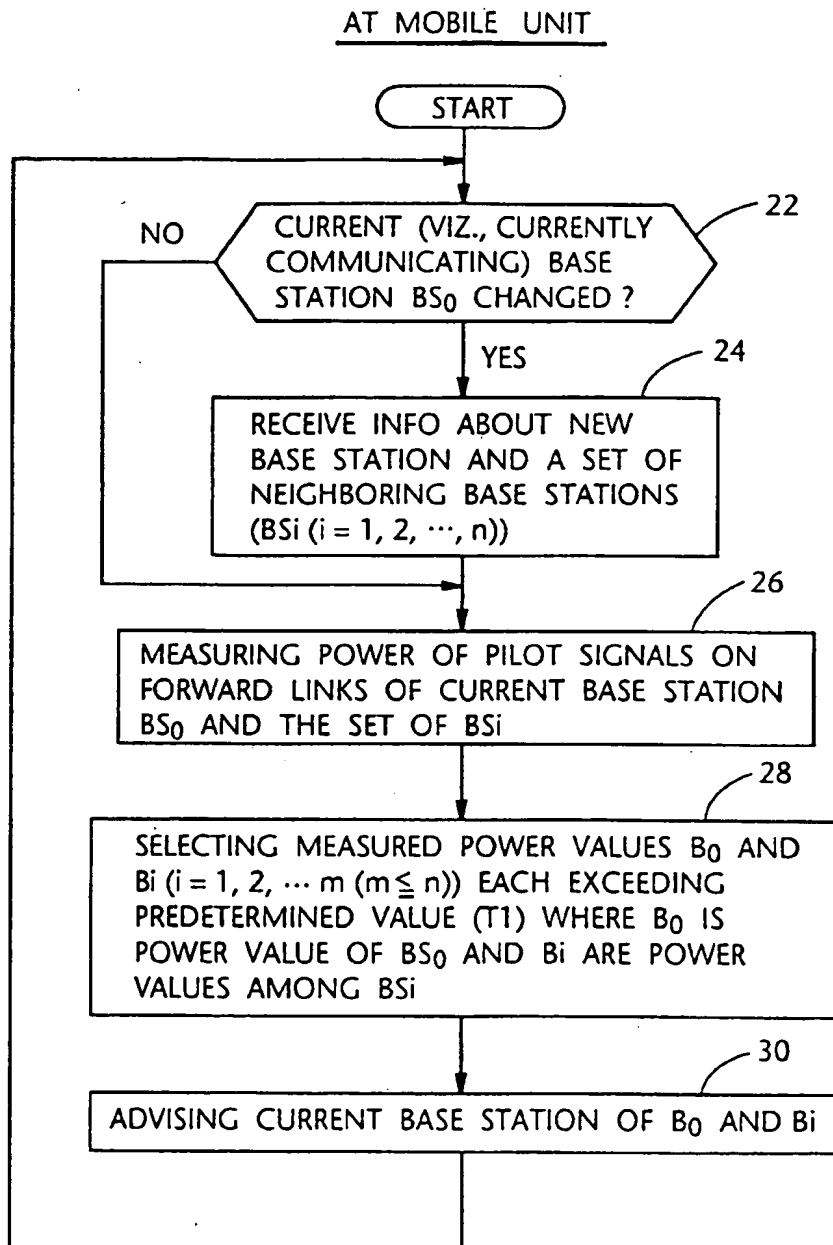 AT MOBILE UNIT
START
22
NO
CURRENT (VIZ., CURRENTLY
COMMUNICATING) BASE
STATION BS0 CHANGED ?
YES
24
RECEIVE INFO ABOUT NEW
BASE STATION AND A SET OF
NEIGHBORING BASE STATIONS
(BSi (i = 1, 2, ···, n))
26
MEASURING POWER OF PILOT SIGNALS ON
FORWARD LINKS OF CURRENT BASE STATION
BS0 AND THE SET OF BSi
28
SELECTING MEASURED POWER VALUES B0 AND
Bi (i = 1, 2, ··· m (m ≦ n)) EACH EXCEEDING
PREDETERMINED VALUE (T1) WHERE B0 IS
POWER VALUE OF BS0 AND Bi ARE POWER
VALUES AMONG BSi
30
ADVISING CURRENT BASE STATION OF B0 AND Bi